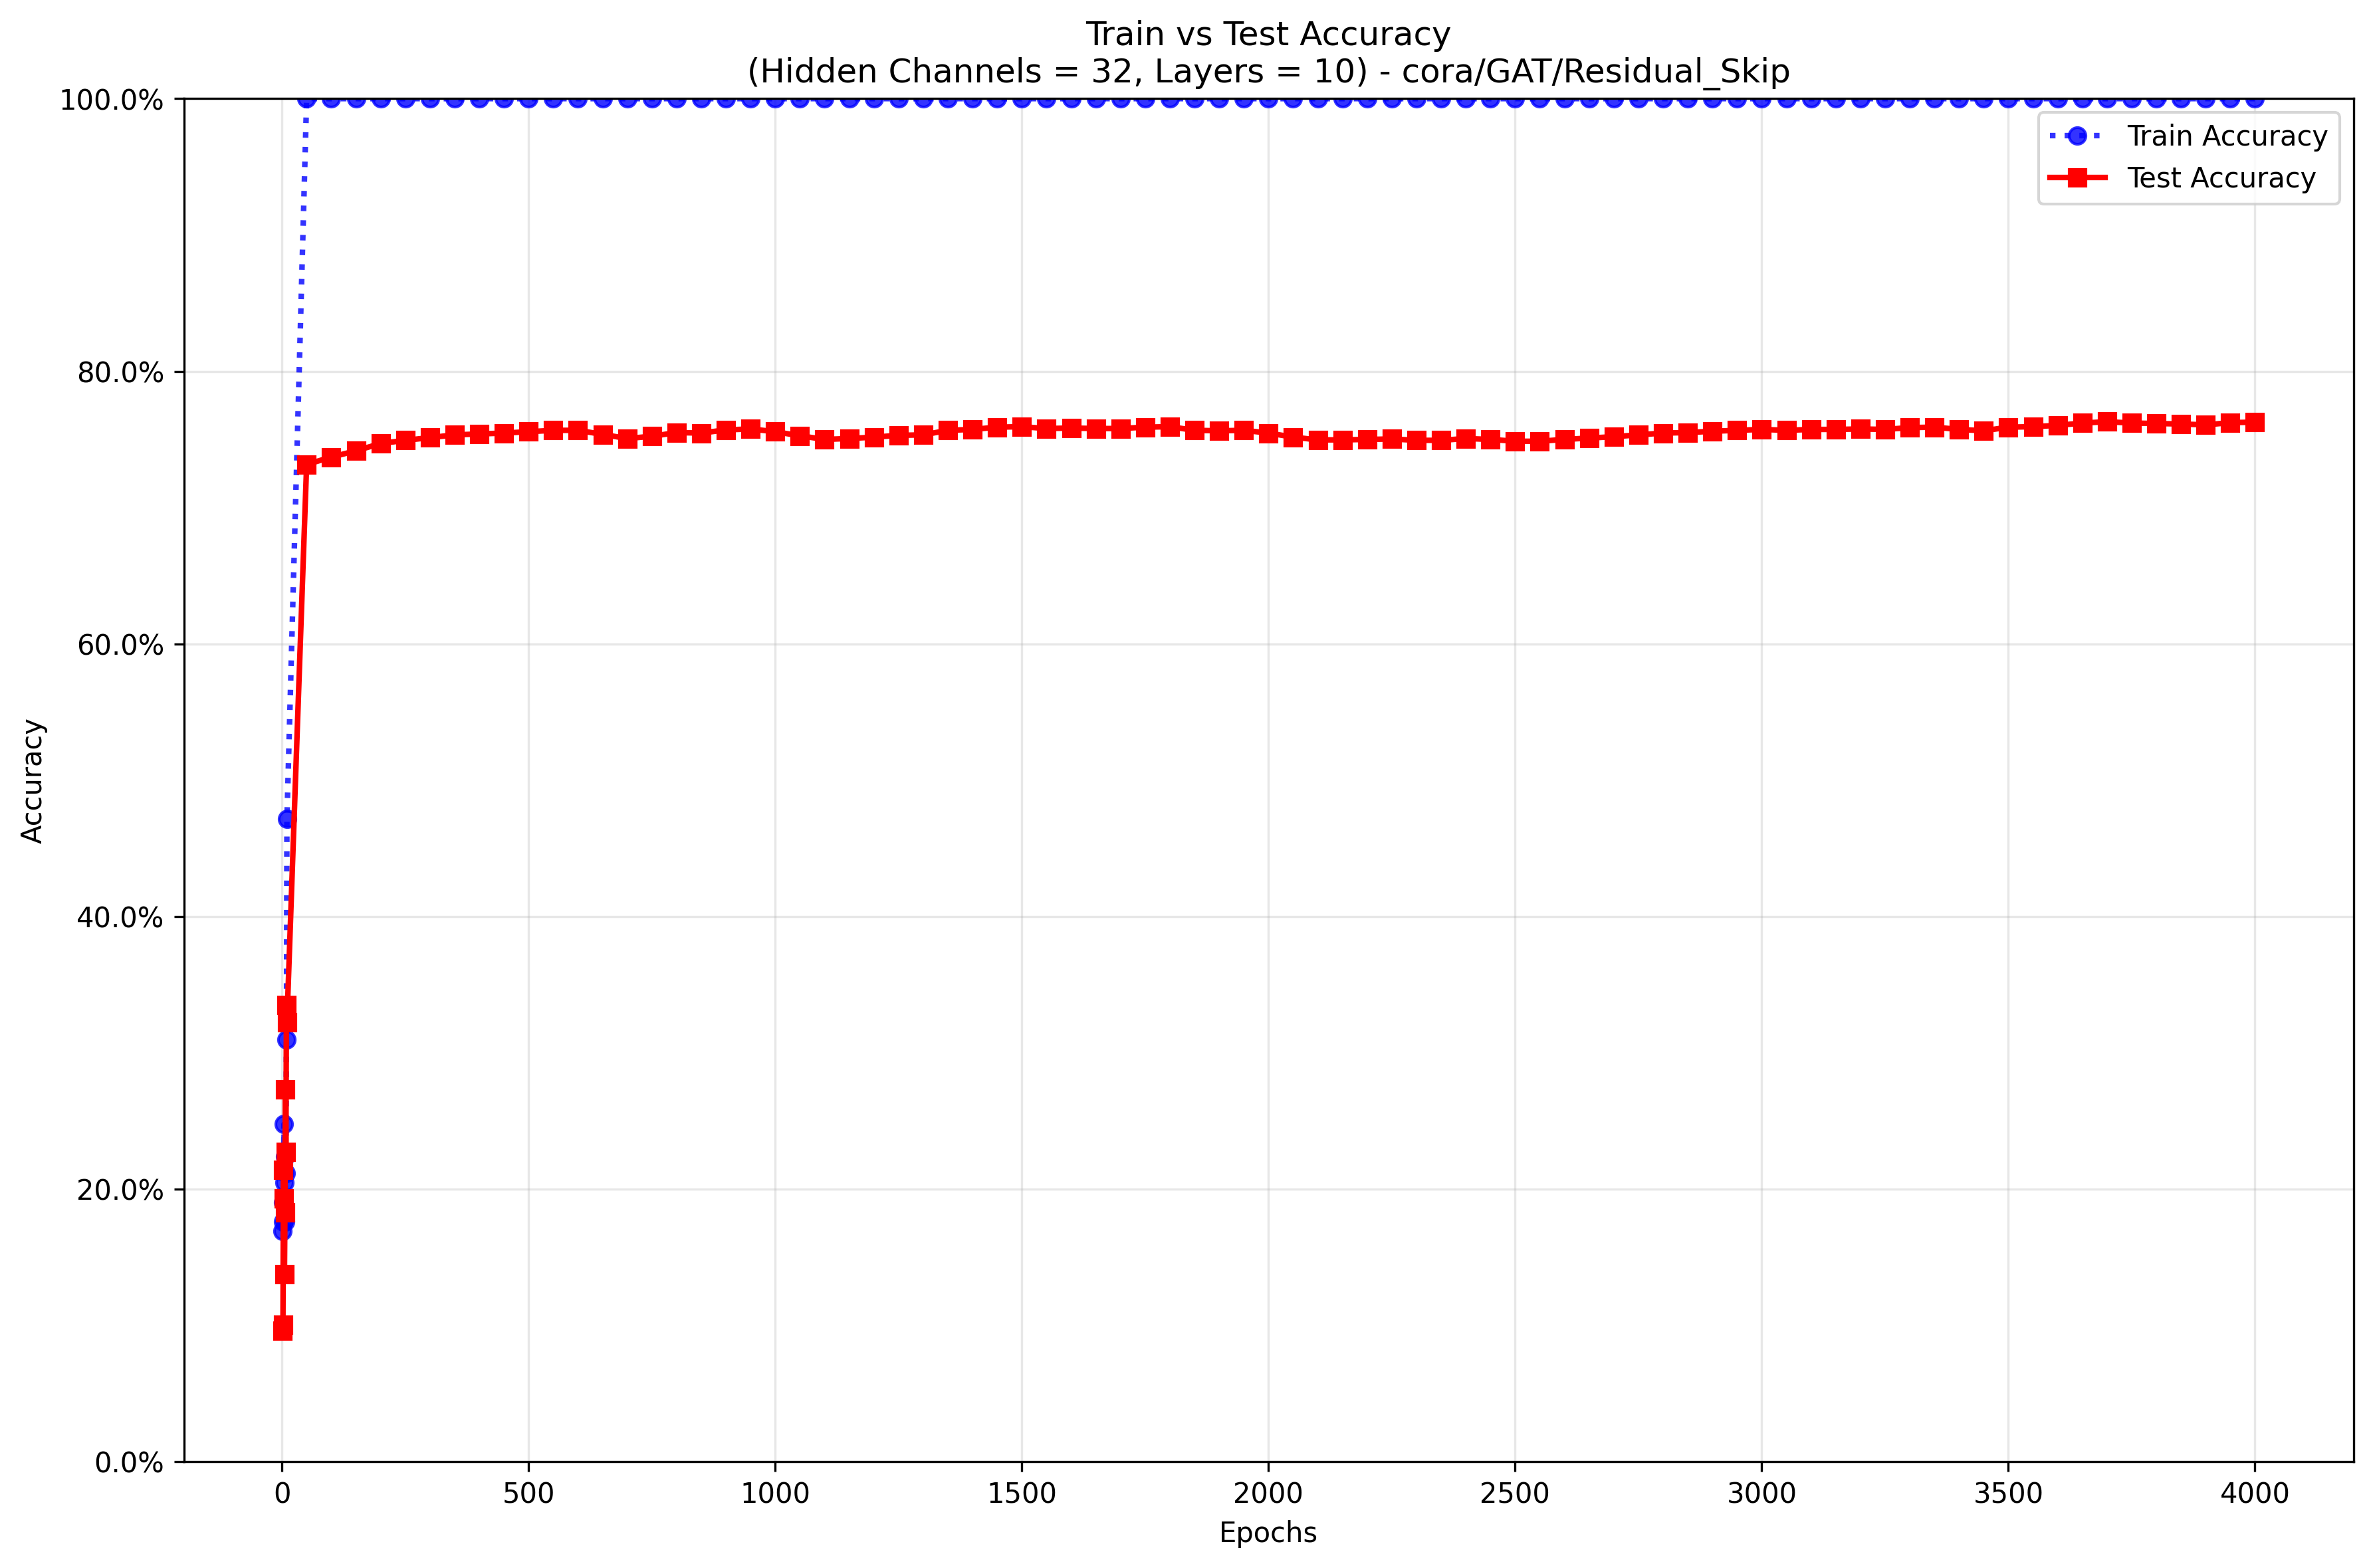 Train vs Test Accuracy
(Hidden Channels = 32, Layers = 10) - cora/GAT/Residual_Skip
100.0%
80.0%
60.0%
40.0%
20.0%
0.0%
Accuracy
Train Accuracy
Test Accuracy
0 500 1000 1500 2000 2500 3000 3500 4000
Epochs